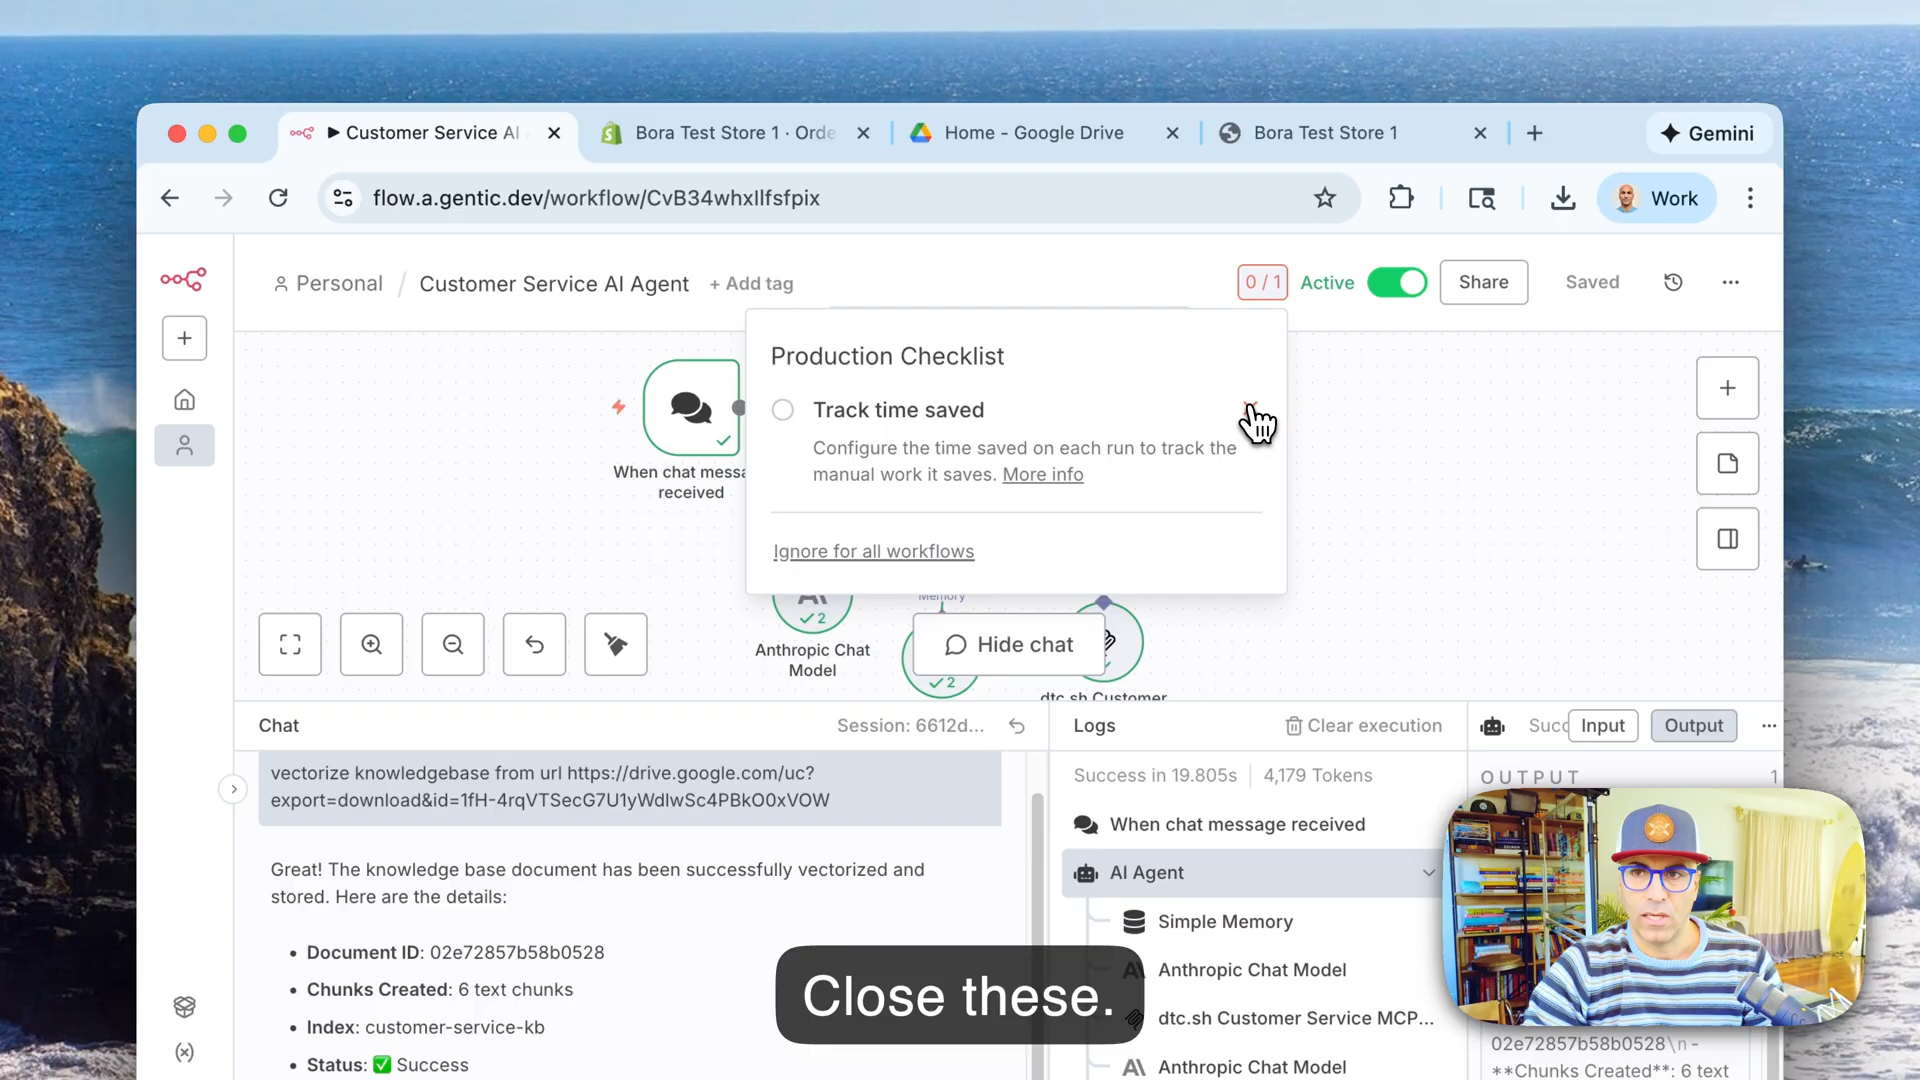 Customer Service AI
Bora Test Store 1 · Orde
Home - Google Drive
Bora Test Store 1
Gemini
flow.a.gentic.dev/workflow/CvB34whxIlfsfpix
Work
Personal / Customer Service AI Agent + Add tag
0 / 1
Active
Share
Saved
Production Checklist
Track time saved
Configure the time saved on each run to track the
manual work it saves. More info
Ignore for all workflows
When chat messa
received
Memory
2
Anthropic Chat
Model
2
Hide chat
dtc.sh Customer
Chat
Session: 6612d...
vectorize knowledgebase from url https://drive.google.com/uc?
export=download&id=1fH-4rqVTSecG7U1yWdIwSc4PBkO0xVOW
Great! The knowledge base document has been successfully vectorized and
stored. Here are the details:
• Document ID: 02e72857b58b0528
• Chunks Created: 6 text chunks
• Index: customer-service-kb
• Status: ✅ Success
Logs
Clear execution
Success in 19.805s
4,179 Tokens
When chat message received
AI Agent
Simple Memory
Anthropic Chat Model
dtc.sh Customer Service MCP...
Anthropic Chat Model
Succ
Input
Output
OUTPUT
1
02e72857b58b0528\n -
**Chunks Created**: 6 text
Close these.